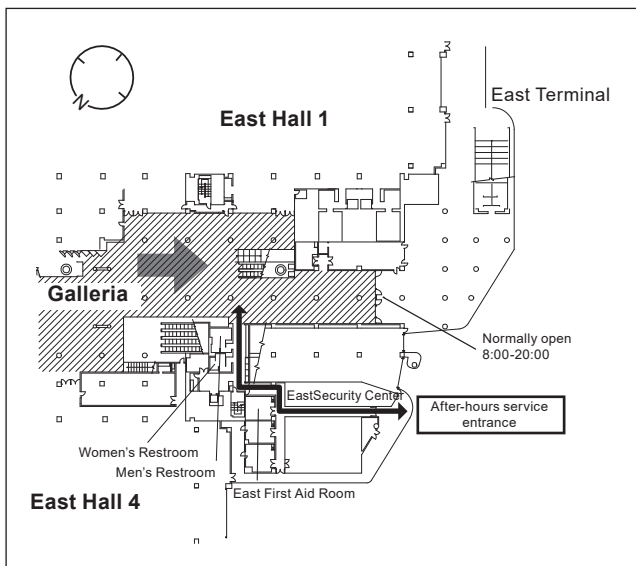 N
East Hall 1
East Terminal
Galleria
Normally open
8:00-20:00
EastSecurity Center
After-hours service
entrance
Women's Restroom
Men's Restroom
East First Aid Room
East Hall 4